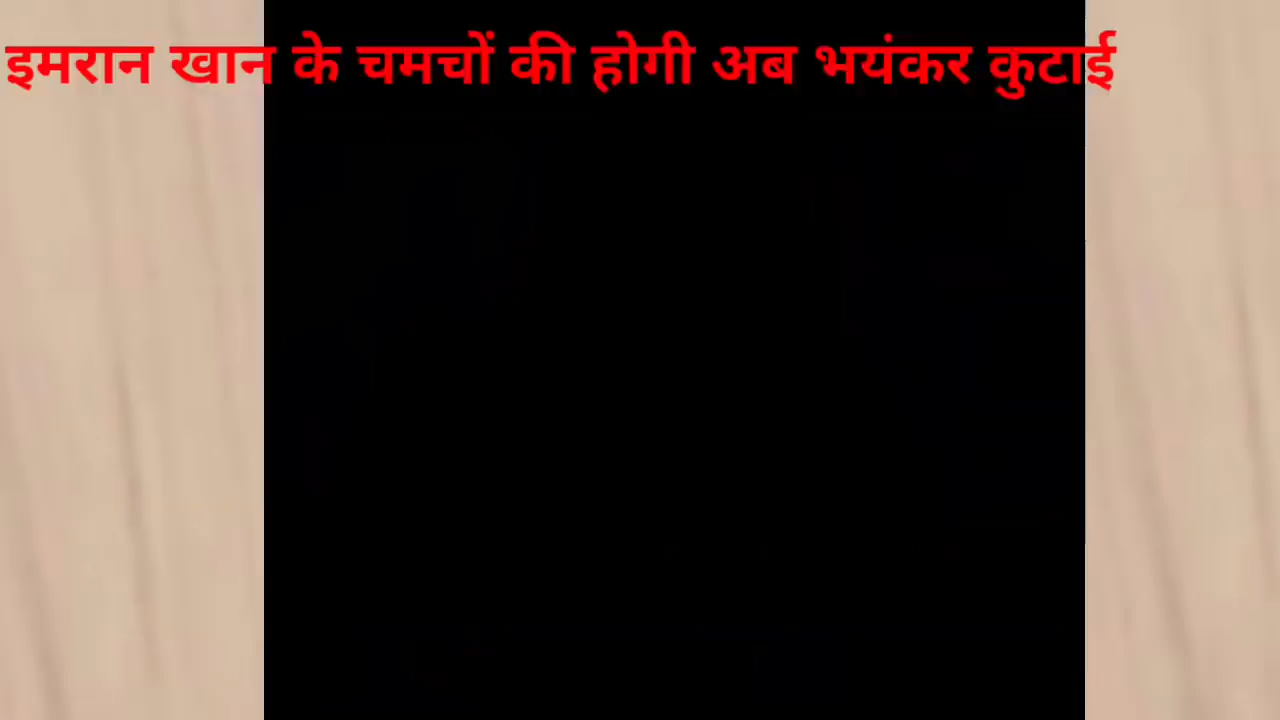 इमरान खान के चमचों की होगी अब भयंकर कुटाई